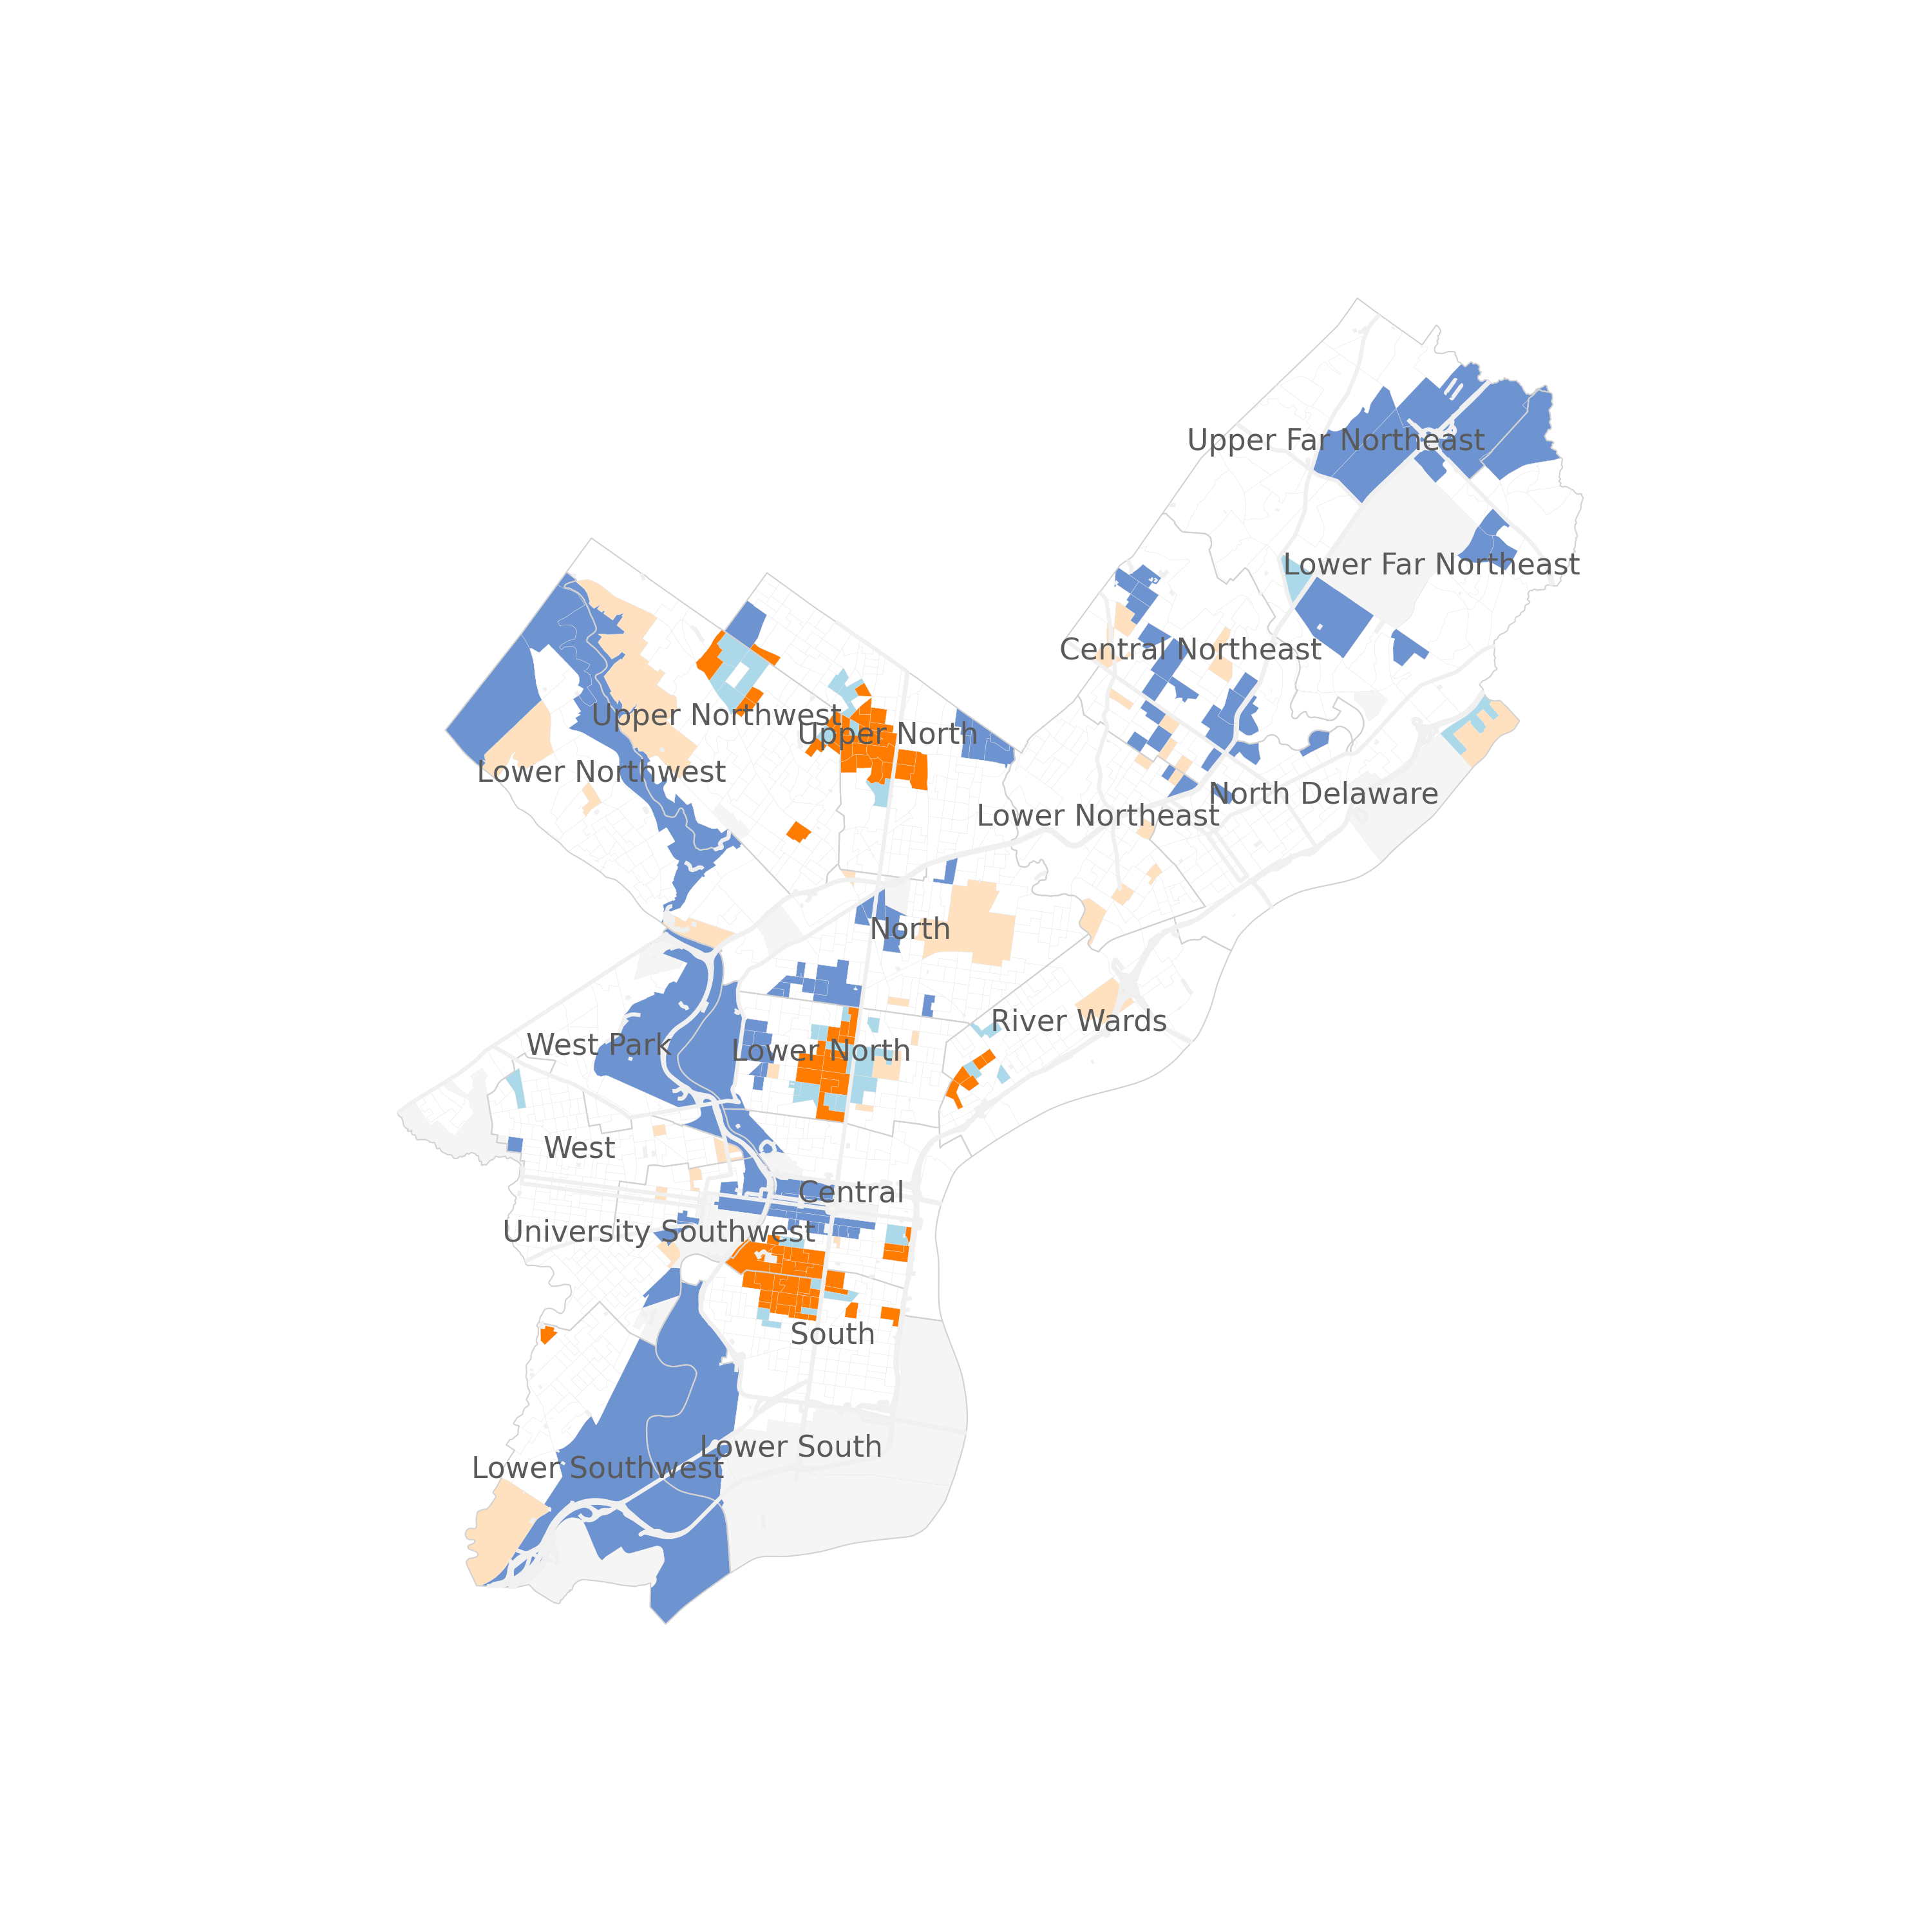 Upper Far Northeast
Lower Far Northeast
Central Northeast
Upper Northwest
Upper North
Lower Northwest
North Delaware
Lower Northeast
North
River Wards
West Park
Lower North
West
Central
University Southwest
South
Lower South
Lower Southwest